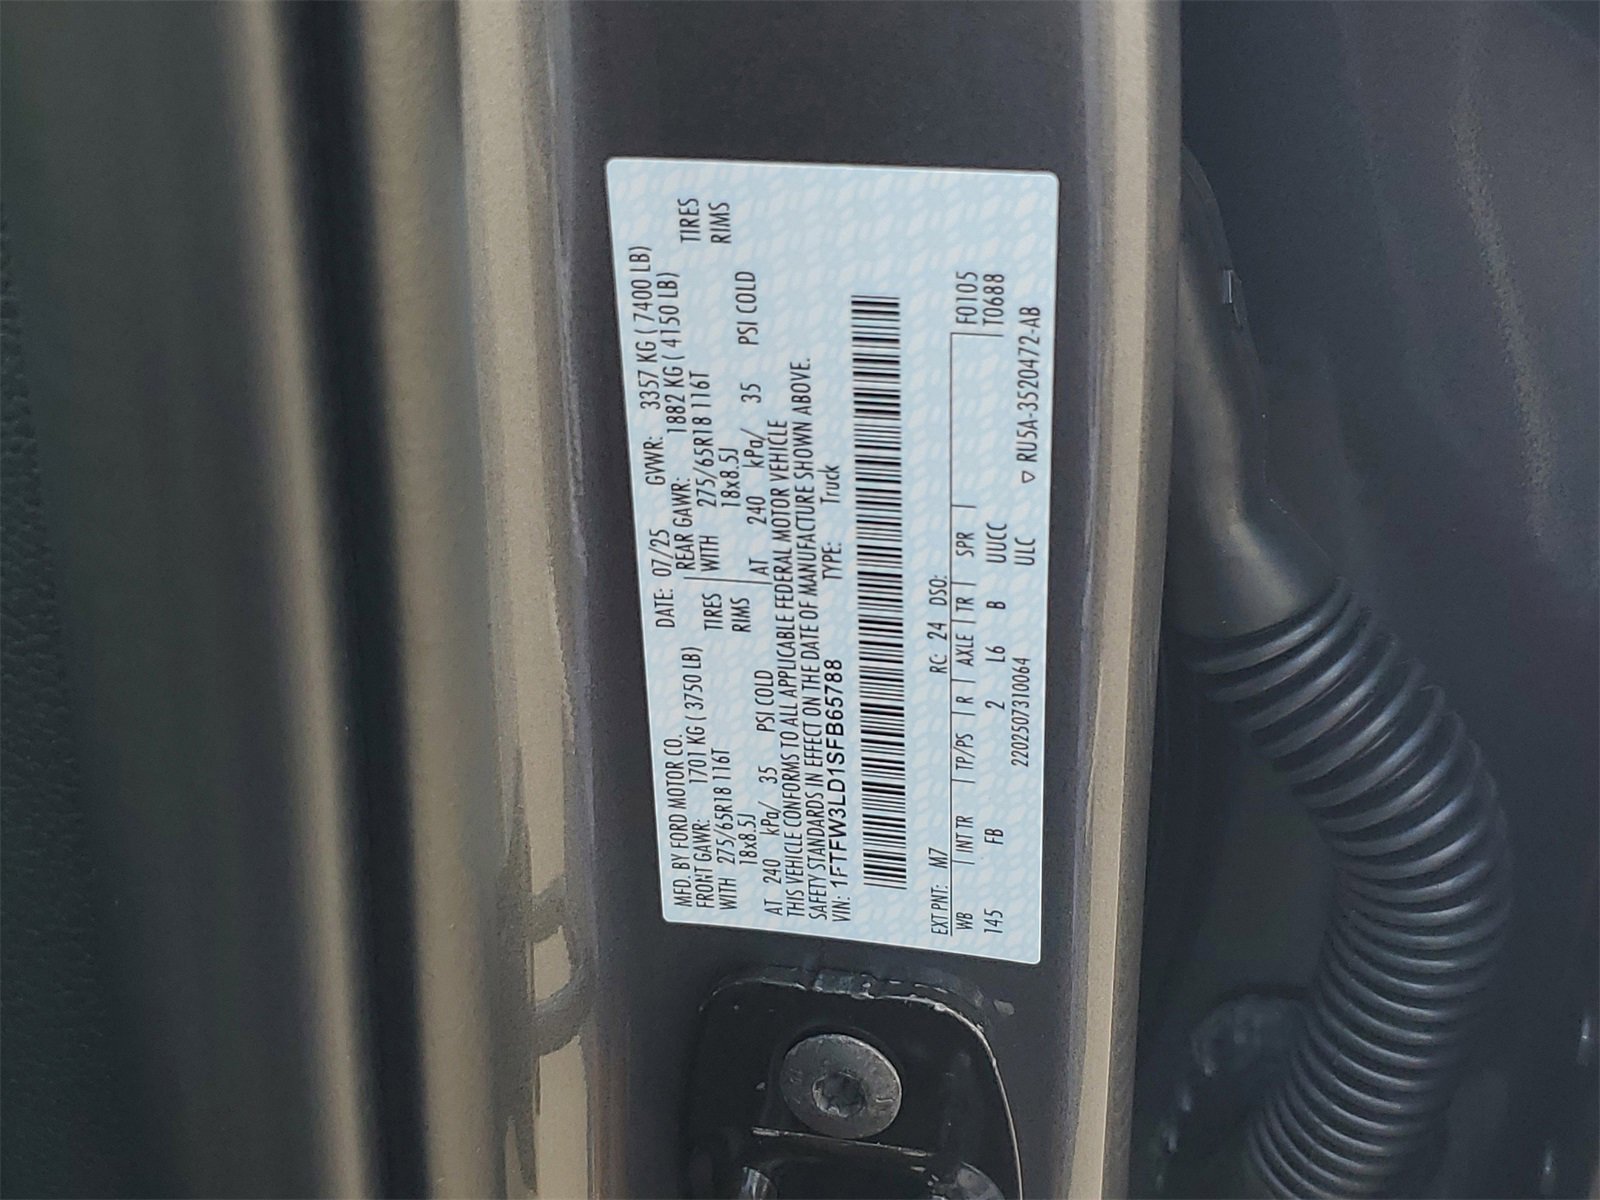 MFD. BY FORD MOTOR CO. DATE: 07/25 GVWR: 3357 KG ( 7400 LB)
FRONT GAWR: 1701 KG ( 3750 LB) REAR GAWR: 1882 KG ( 4150 LB)
WITH 275/65R18 116T TIRES WITH 275/65R18 116T TIRES
18x8.5J RIMS 18x8.5J RIMS
AT 240 kPa/ 35 PSI COLD AT 240 kPa/ 35 PSI COLD
THIS VEHICLE CONFORMS TO ALL APPLICABLE FEDERAL MOTOR VEHICLE
SAFETY STANDARDS IN EFFECT ON THE DATE OF MANUFACTURE SHOWN ABOVE.
VIN: 1FTFW3LD1SFB65788 TYPE: Truck
EXT PNT: M7 RC: 24 DSO:
WB INT TR TP/PS R AXLE TR SPR F0105
145 FB 2 L6 B UUCC T0688
2202507310064 ULC ▽ RU5A-3520472-AB